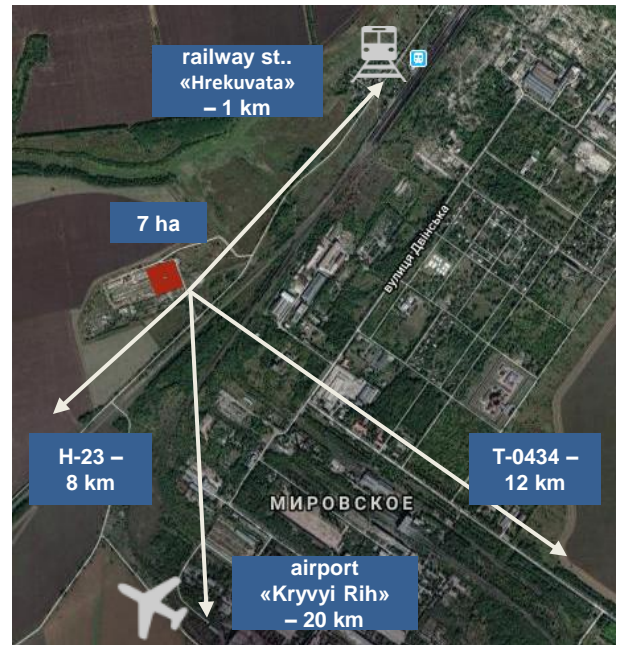 railway st..
«Hrekuvata»
– 1 km
7 ha
вулиця Двінська
H-23 –
8 km
T-0434 –
12 km
МИРОВСКОЕ
airport
«Kryvyi Rih»
– 20 km